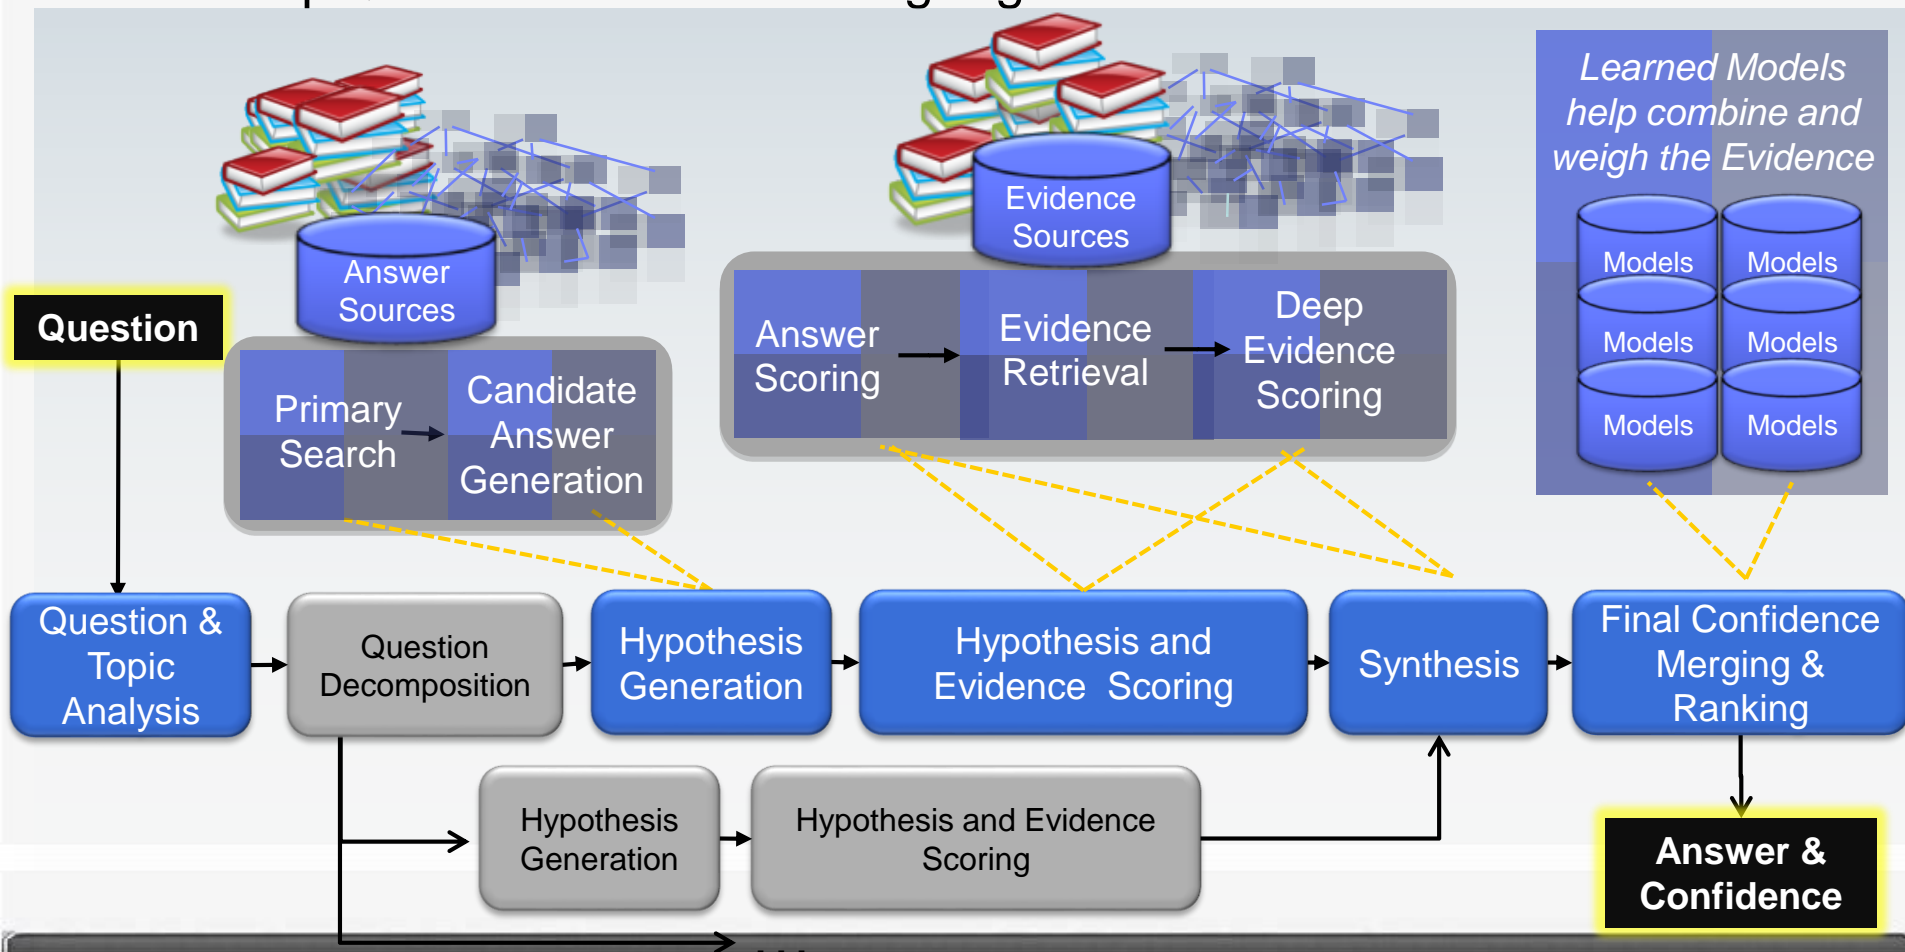 Learned Models
help combine and
weigh the Evidence
Evidence
Sources
Answer
Sources
Models
Models
Models
Models
Models
Models
Question
Primary
Search
Candidate
Answer
Generation
Answer
Scoring
Evidence
Retrieval
Deep
Evidence
Scoring
Question &
Topic
Analysis
Question
Decomposition
Hypothesis
Generation
Hypothesis and
Evidence Scoring
Synthesis
Final Confidence
Merging &
Ranking
Hypothesis
Generation
Hypothesis and Evidence
Scoring
Answer &
Confidence